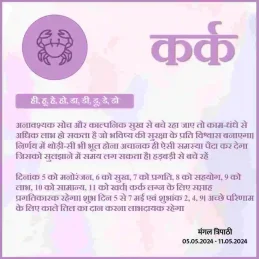 कर्क
ही, हू, हे, हो, डा, डी, डू, डे, डो
अनावश्यक सोच और काल्पनिक सुख से बचे रहा जाए तो काम-धंधे से
अधिक लाभ हो सकता है जो भविष्य की सुरक्षा के प्रति विश्वास बनाएगा।
निर्णय में थोड़ी-सी भी भूल होना अचानक ही ऐसी समस्या पैदा कर देगा
जिसको सुलझाने में समय लग सकता है। हड़बड़ी से बचे रहें
दिनांक 5 को मनोरंजन, 6 को सुख, 7 को प्रगति, 8 को सहयोग, 9 को
लाभ, 10 को सामान्य, 11 को खर्च। कर्क लग्न के लिए सप्ताह
प्रगतिकारक रहेगा। शुभ दिन 5 से 7 मई एवं शुभांक 2, 4, 9। अच्छे परिणाम
के लिए काले तिल का दान करना लाभदायक रहेगा
मंगल त्रिपाठी
05.05.2024 - 11.05.2024